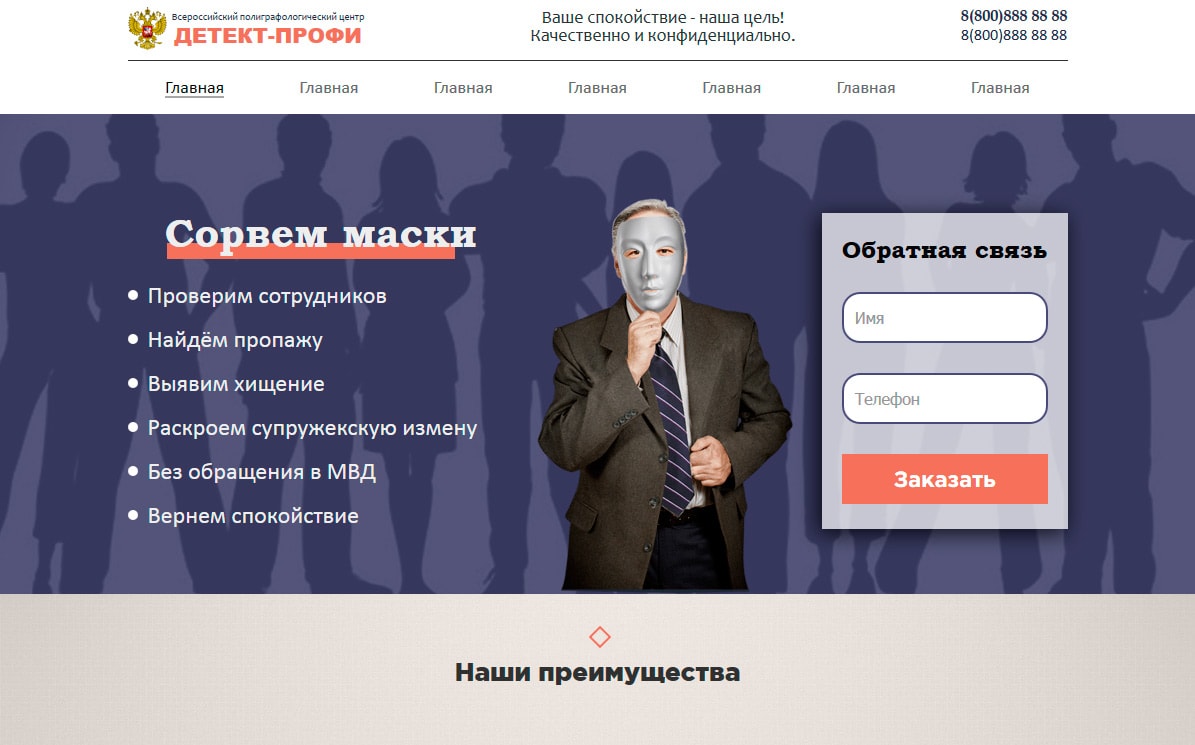 Всероссийский полиграфологический центр
ДЕТЕКТ-ПРОФИ
Ваше спокойствие - наша цель!
Качественно и конфиденциально.
8(800)888 88 88
8(800)888 88 88
Главная Главная Главная Главная Главная Главная Главная
Сорвем маски
Проверим сотрудников
Найдём пропажу
Выявим хищение
Раскроем супружекскую измену
Без обращения в МВД
Вернем спокойствие
Обратная связь
Имя
Телефон
Заказать
Наши преимущества